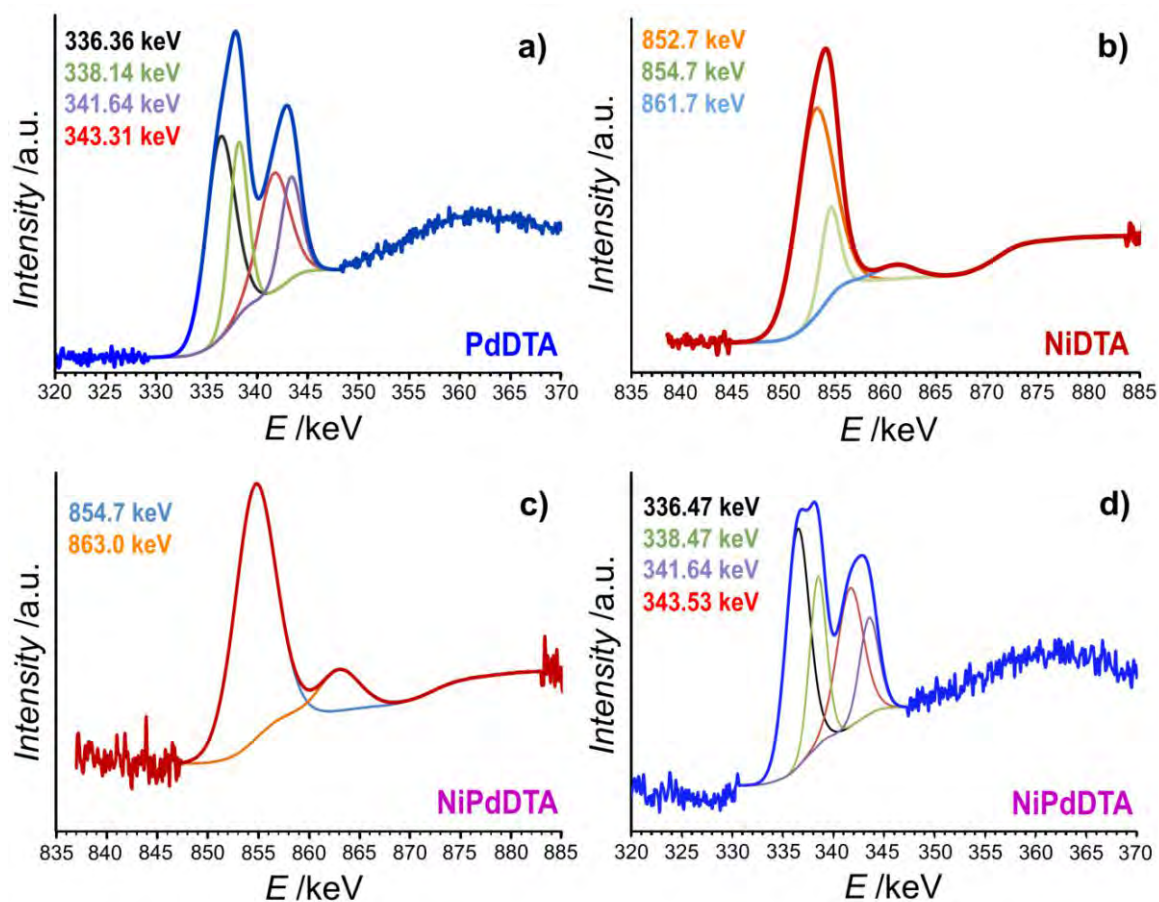 336.36 keV
338.14 keV
341.64 keV
343.31 keV
a)
Intensity /a.u.
PdDTA
320 325 330 335 340 345 350 355 360 365 370
E /keV
852.7 keV
854.7 keV
861.7 keV
b)
Intensity /a.u.
NiDTA
835 840 845 850 855 860 865 870 875 880 885
E /keV
854.7 keV
863.0 keV
c)
Intensity /a.u.
NiPdDTA
835 840 845 850 855 860 865 870 875 880 885
E /keV
336.47 keV
338.47 keV
341.64 keV
343.53 keV
d)
Intensity /a.u.
NiPdDTA
320 325 330 335 340 345 350 355 360 365 370
E /keV